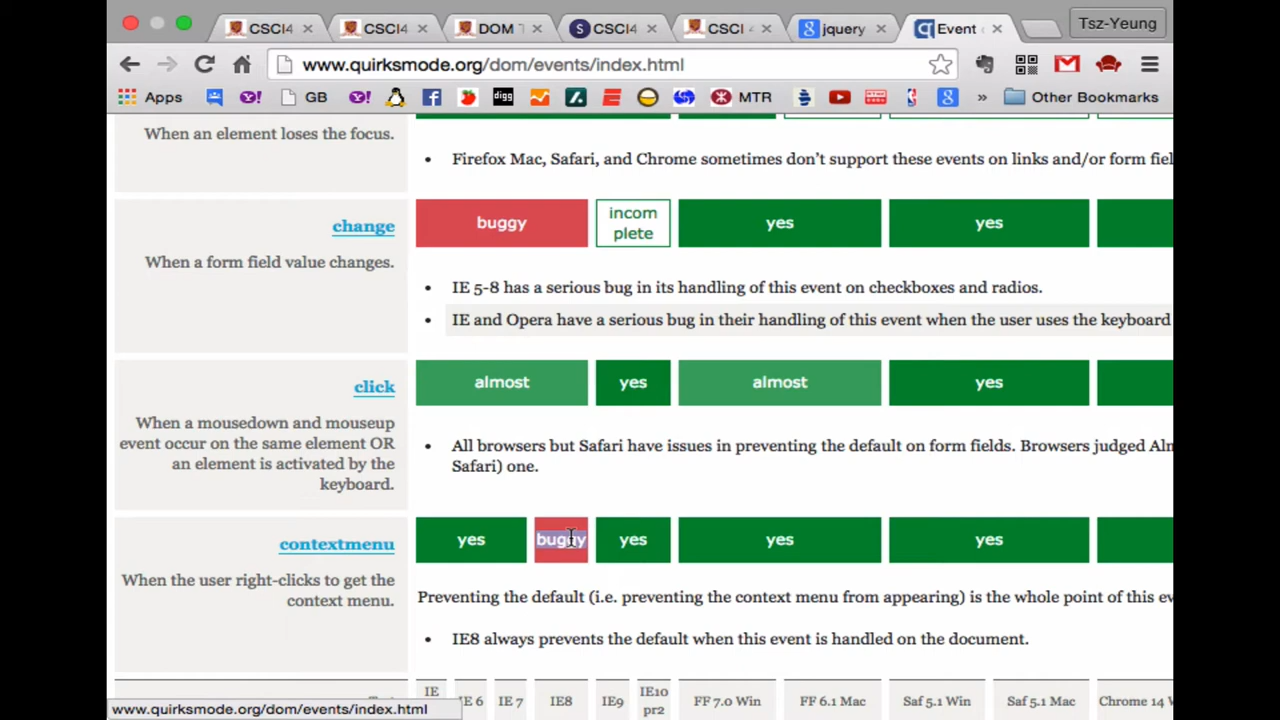 CSCI4
CSCI4
DOM T
CSCI4
CSCI 4
jquery
Event
Tsz-Yeung
www.quirksmode.org/dom/events/index.html
Apps
GB
digg
MTR
»
Other Bookmarks
When an element loses the focus.
• Firefox Mac, Safari, and Chrome sometimes don’t support these events on links and/or form fiel
change
When a form field value changes.
buggy
incom
plete
yes
yes
• IE 5-8 has a serious bug in its handling of this event on checkboxes and radios.
• IE and Opera have a serious bug in their handling of this event when the user uses the keyboard
click
When a mousedown and mouseup
event occur on the same element OR
an element is activated by the
keyboard.
almost
yes
almost
yes
• All browsers but Safari have issues in preventing the default on form fields. Browsers judged Alm
Safari) one.
contextmenu
When the user right-clicks to get the
context menu.
yes
buggy
yes
yes
yes
Preventing the default (i.e. preventing the context menu from appearing) is the whole point of this ev
• IE8 always prevents the default when this event is handled on the document.
IE
E 6
IE 7
IE8
IE9
IE10
pr2
FF 7.0 Win
FF 6.1 Mac
Saf 5.1 Win
Saf 5.1 Mac
Chrome 14 W
www.quirksmode.org/dom/events/index.html